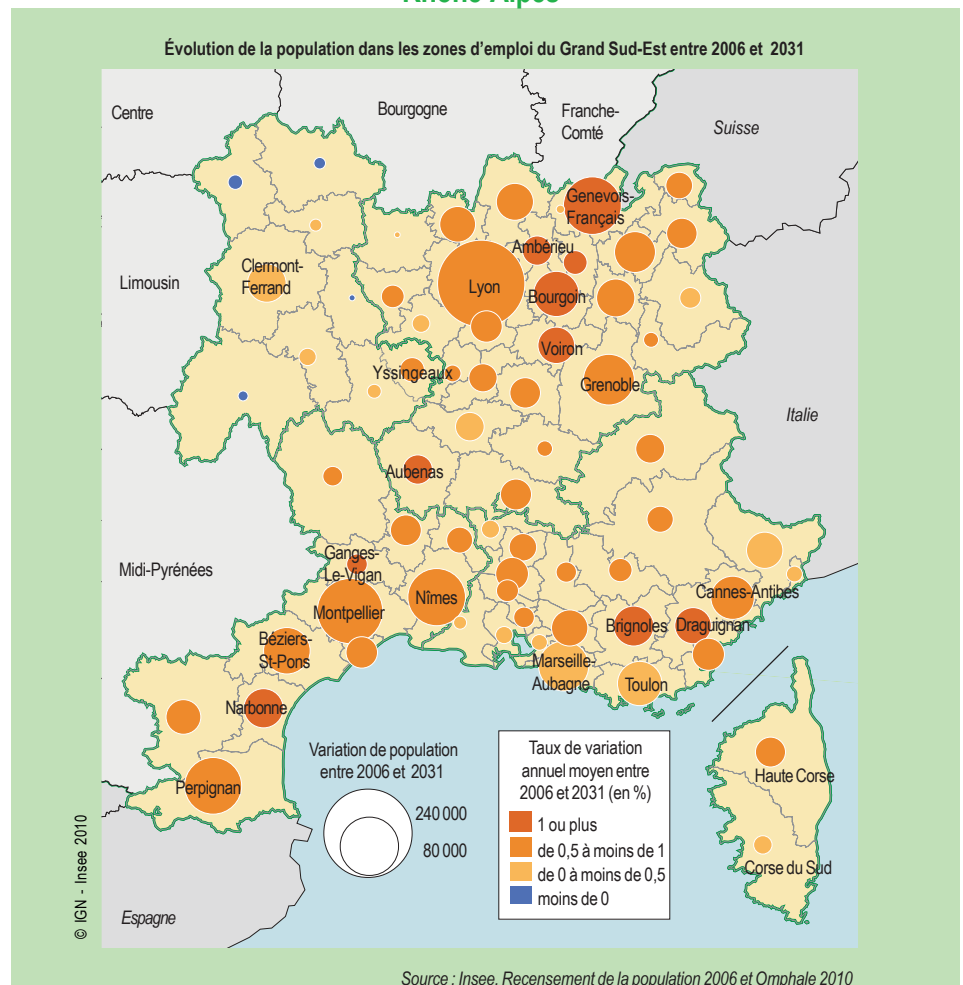 Rhône-Alpes
Évolution de la population dans les zones d’emploi du Grand Sud-Est entre 2006 et 2031
Centre
Bourgogne
Franche-
Comté
Suisse
Genevois-
Français
Ambérieu
Limousin
Clermont-
Ferrand
Lyon
Bourgoin
Voiron
Yssingeaux
Grenoble
Italie
Aubenas
Midi-Pyrénées
Ganges-
Le-Vigan
Nîmes
Montpellier
Cannes-Antibes
Brignoles
Draguignan
Béziers-
St-Pons
Marseille-
Aubagne
Toulon
Narbonne
Perpignan
Variation de population
entre 2006 et 2031
240 000
80 000
Taux de variation
annuel moyen entre
2006 et 2031 (en %)
1 ou plus
de 0,5 à moins de 1
de 0 à moins de 0,5
moins de 0
Haute Corse
Corse du Sud
Espagne
© IGN - Insee 2010
Source : Insee, Recensement de la population 2006 et Omphale 2010